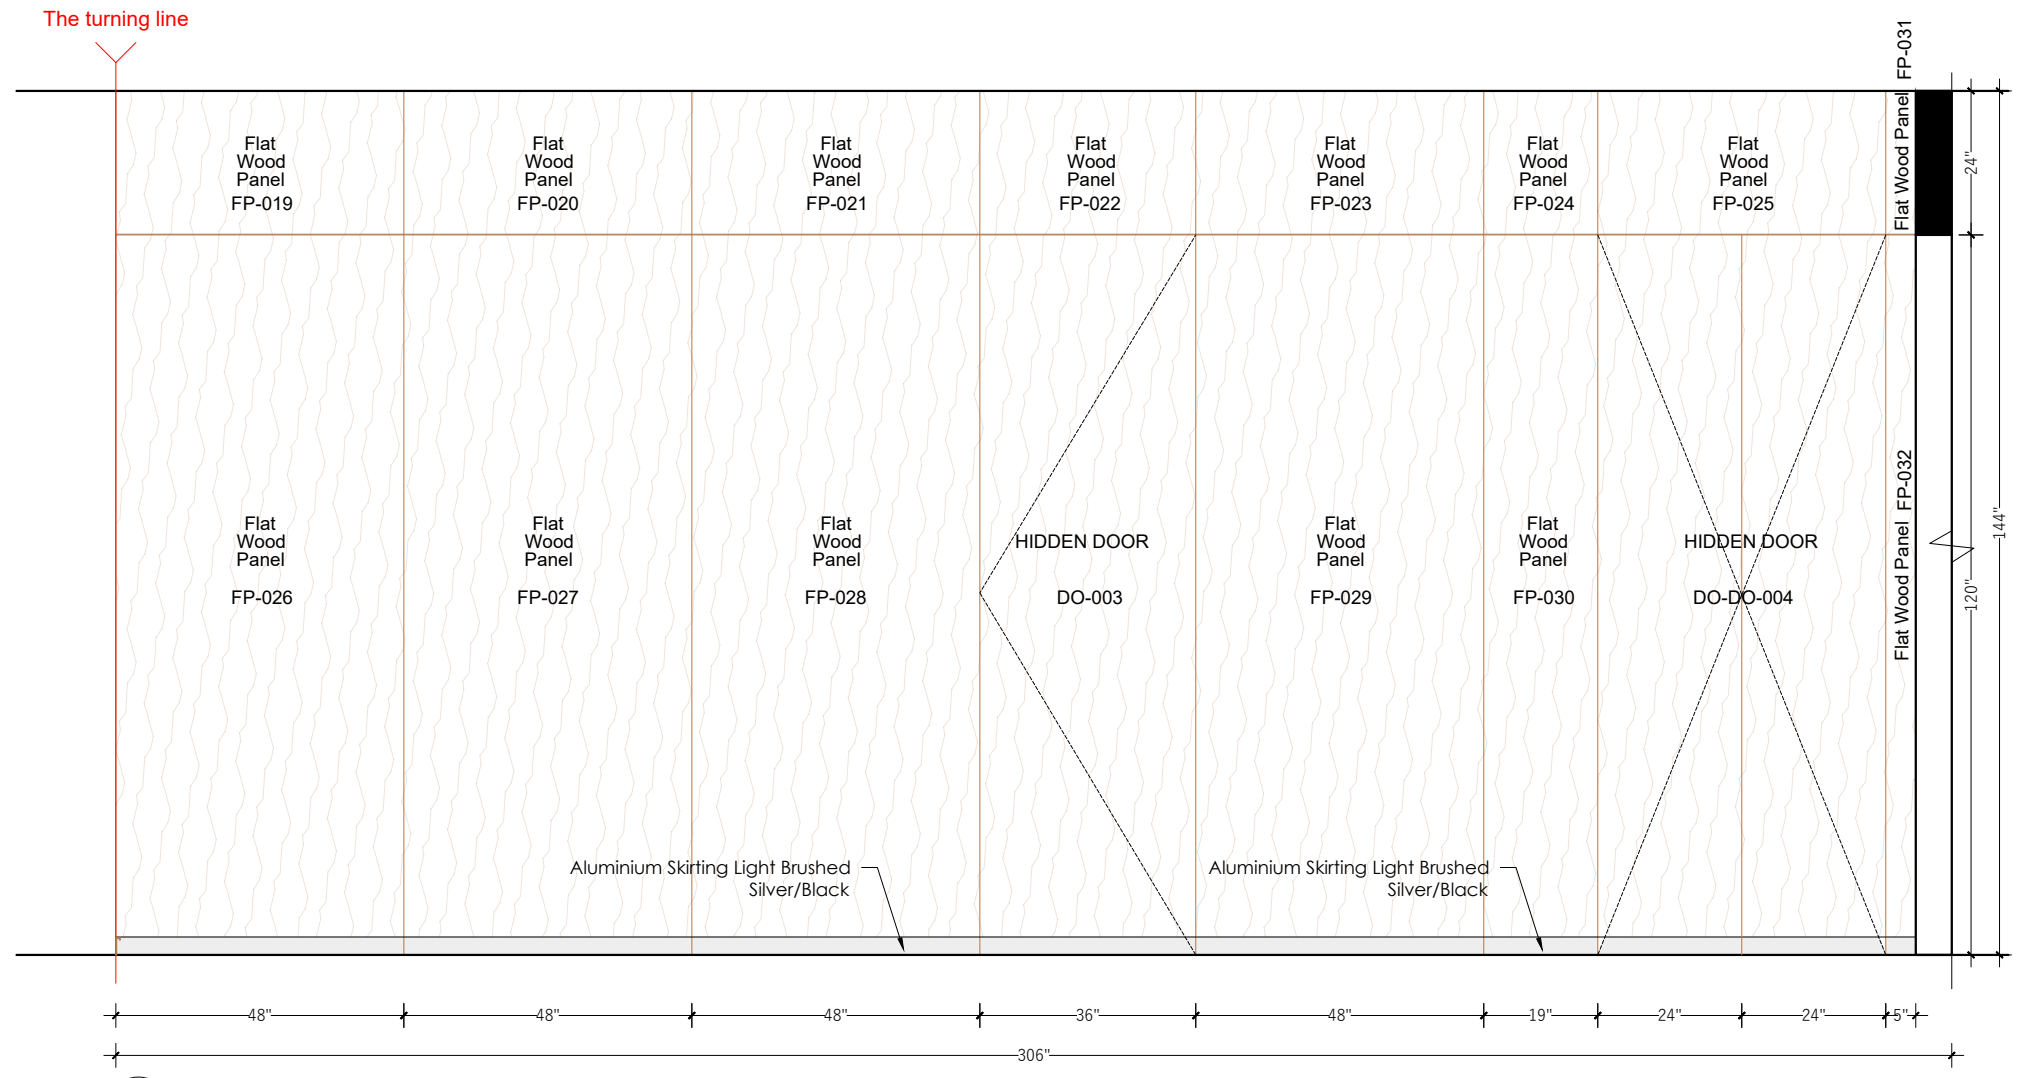 The turning line
Flat Wood Panel FP-031
Flat
Wood
Panel
FP-019
Flat
Wood
Panel
FP-020
Flat
Wood
Panel
FP-021
Flat
Wood
Panel
FP-022
Flat
Wood
Panel
FP-023
Flat
Wood
Panel
FP-024
Flat
Wood
Panel
FP-025
24"
Flat
Wood
Panel
FP-026
Flat
Wood
Panel
FP-027
Flat
Wood
Panel
FP-028
HIDDEN DOOR
DO-003
Flat
Wood
Panel
FP-029
Flat
Wood
Panel
FP-030
HIDDEN DOOR
DO-DO-004
Flat Wood Panel FP-032
120"
144"
Aluminium Skirting Light Brushed
Silver/Black
Aluminium Skirting Light Brushed
Silver/Black
48"
48"
48"
36"
48"
19"
24"
24"
5"
306"